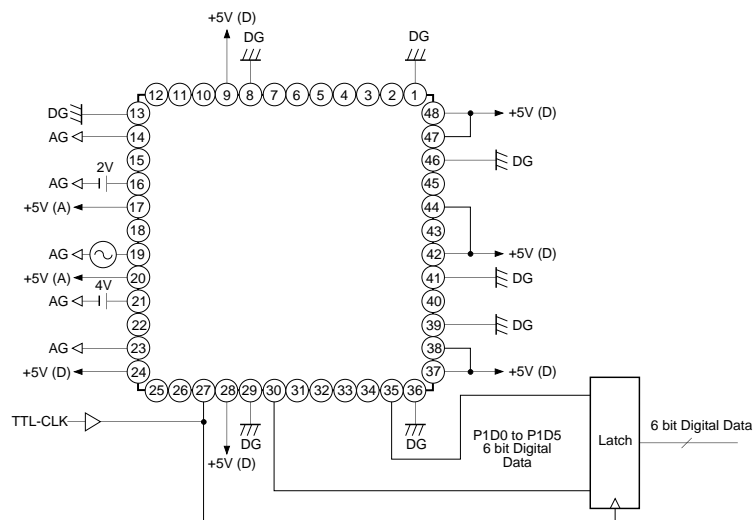 +5V (D)
DG
DG
12 11 10 9 8 7 6 5 4 3 2 1
DG 13 48 +5V (D)
AG 14 47
15 46 DG
2V
AG 16 45
+5V (A) 17 44
18 43
AG 19 42 +5V (D)
+5V (A) 20 41 DG
4V
AG 21 40
22 39 DG
AG 23 38
+5V (D) 24 37 +5V (D)
25 26 27 28 29 30 31 32 33 34 35 36
TTL-CLK
DG
DG
+5V (D)
P1D0 to P1D5
6 bit Digital
Data
Latch
6 bit Digital Data